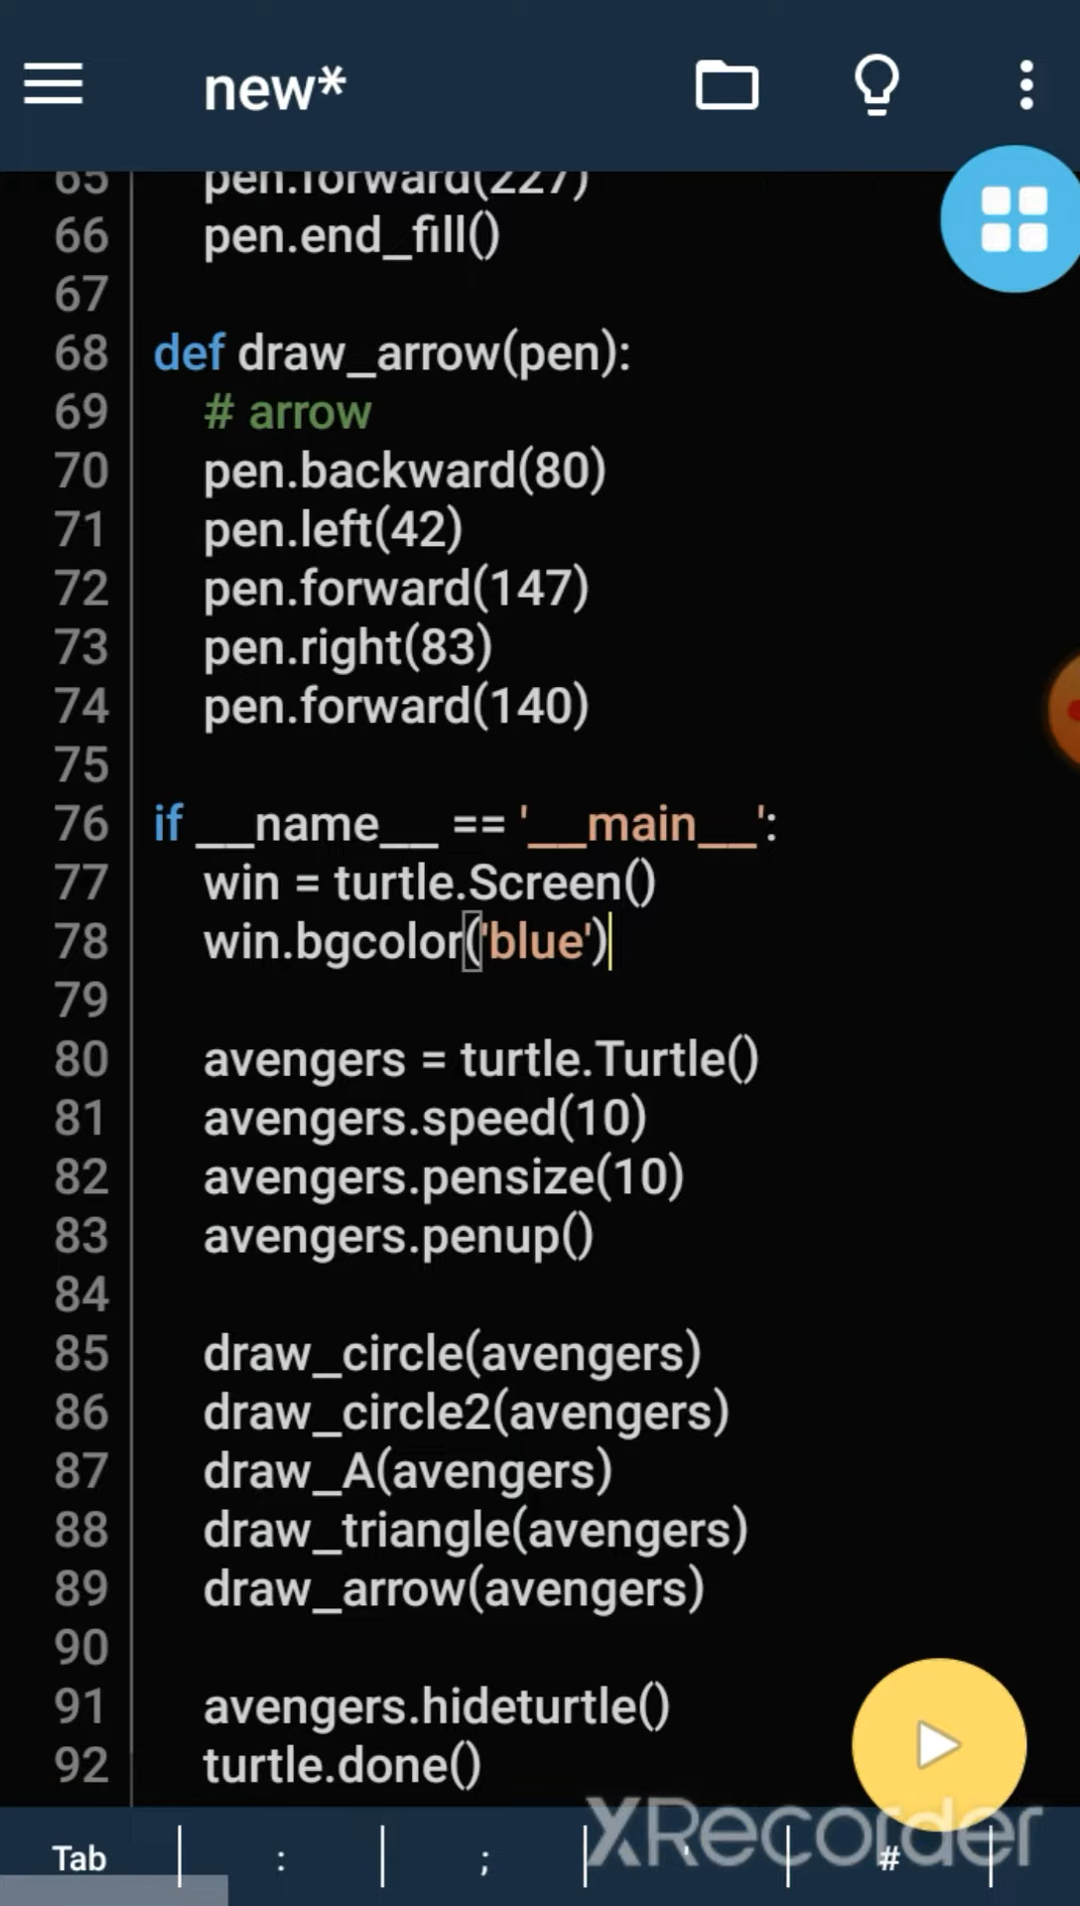 new*
65 pen.forward(227)
66 pen.end_fill()
67
68 def draw_arrow(pen):
69 # arrow
70 pen.backward(80)
71 pen.left(42)
72 pen.forward(147)
73 pen.right(83)
74 pen.forward(140)
75
76 if __name__ == '__main__':
77 win = turtle.Screen()
78 win.bgcolor('blue')
79
80 avengers = turtle.Turtle()
81 avengers.speed(10)
82 avengers.pensize(10)
83 avengers.penup()
84
85 draw_circle(avengers)
86 draw_circle2(avengers)
87 draw_A(avengers)
88 draw_triangle(avengers)
89 draw_arrow(avengers)
90
91 avengers.hideturtle()
92 turtle.done()
XRecorder
Tab : ; ' #